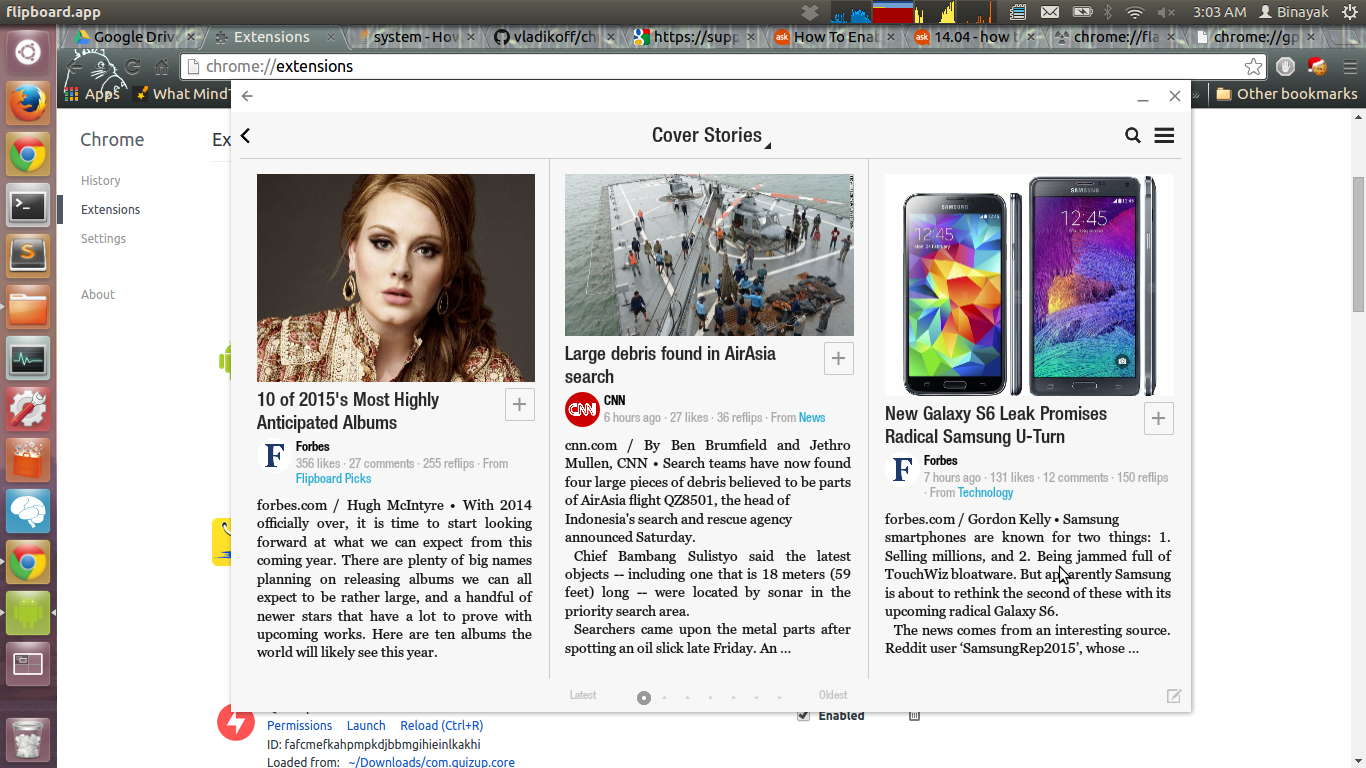 flipboard.app
3:03 AM
Binayak
Google Driv
Extensions
system - Hov
vladikoff/ch
https://supp
How To Enab
14.04 - how t
chrome://fla
chrome://gp
chrome://extensions
Apps
What MindT
»
Other bookmarks
Chrome
Ex
History
Extensions
Settings
About
Cover Stories
10 of 2015's Most Highly
Anticipated Albums
+
F
Forbes
356 likes · 27 comments · 255 reflips · From
Flipboard Picks
forbes.com / Hugh McIntyre • With 2014
officially over, it is time to start looking
forward at what we can expect from this
coming year. There are plenty of big names
planning on releasing albums we can all
expect to be rather large, and a handful of
newer stars that have a lot to prove with
upcoming works. Here are ten albums the
world will likely see this year.
Large debris found in AirAsia
search
+
CNN
CNN
6 hours ago · 27 likes · 36 reflips · From News
cnn.com / By Ben Brumfield and Jethro
Mullen, CNN • Search teams have now found
four large pieces of debris believed to be parts
of AirAsia flight QZ8501, the head of
Indonesia's search and rescue agency
announced Saturday.
Chief Bambang Sulistyo said the latest
objects -- including one that is 18 meters (59
feet) long -- were located by sonar in the
priority search area.
Searchers came upon the metal parts after
spotting an oil slick late Friday. An ...
SAMSUNG
12:45
SAMSUNG
12:45
New Galaxy S6 Leak Promises
Radical Samsung U-Turn
+
F
Forbes
7 hours ago · 131 likes · 12 comments · 150 reflips
· From Technology
forbes.com / Gordon Kelly • Samsung
smartphones are known for two things: 1.
Selling millions, and 2. Being jammed full of
TouchWiz bloatware. But apparently Samsung
is about to rethink the second of these with its
upcoming radical Galaxy S6.
The news comes from an interesting source.
Reddit user ‘SamsungRep2015’, whose ...
Latest
Oldest
Permissions
Launch
Reload (Ctrl+R)
Enabled
ID: fafcmefkahpmpkdjbbmgihieinlkakhi
Loaded from:
~/Downloads/com.quizup.core